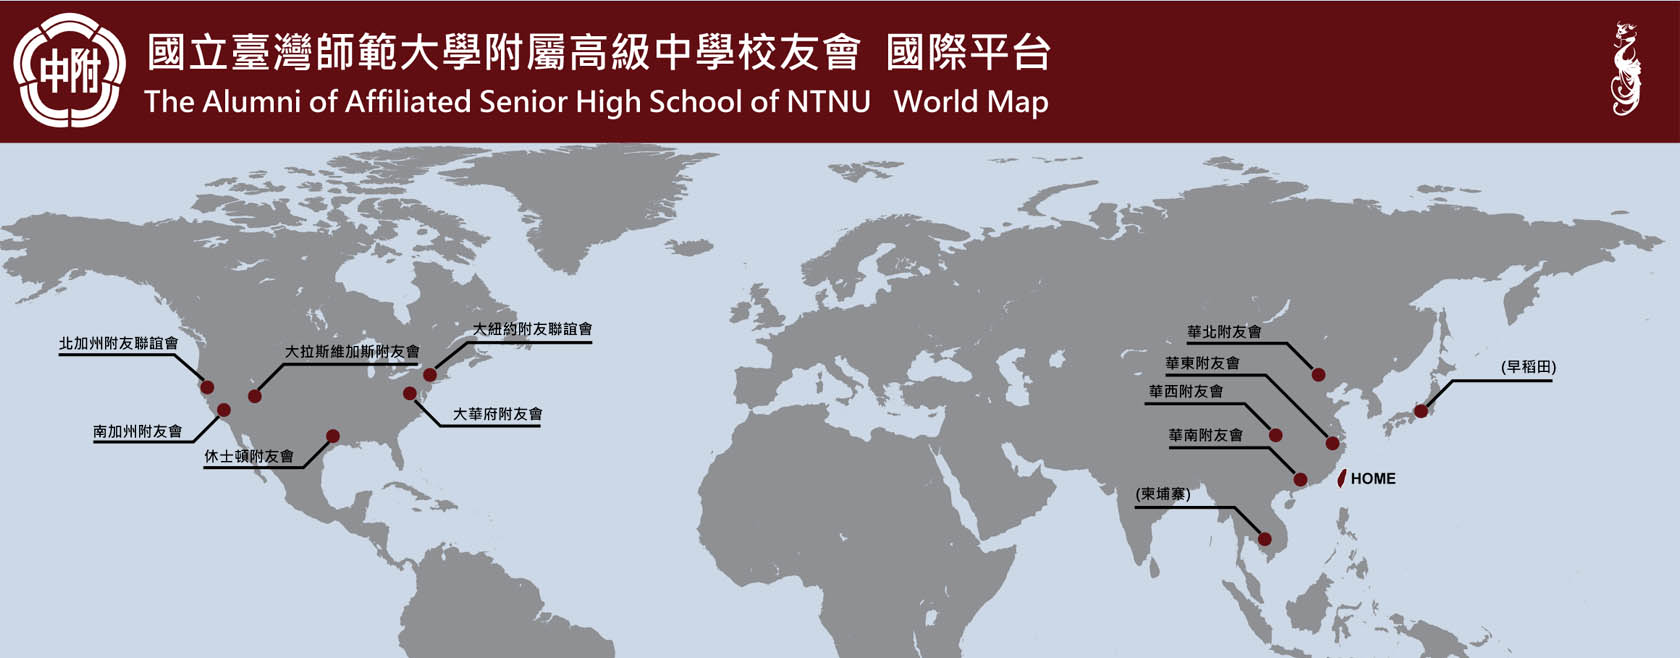 中附
國立臺灣師範大學附屬高級中學校友會 國際平台
The Alumni of Affiliated Senior High School of NTNU World Map
大紐約附友聯誼會
華北附友會
北加州附友聯誼會
大拉斯維加斯附友會
華東附友會
(早稻田)
華西附友會
大華府附友會
南加州附友會
華南附友會
休士頓附友會
HOME
(柬埔寨)